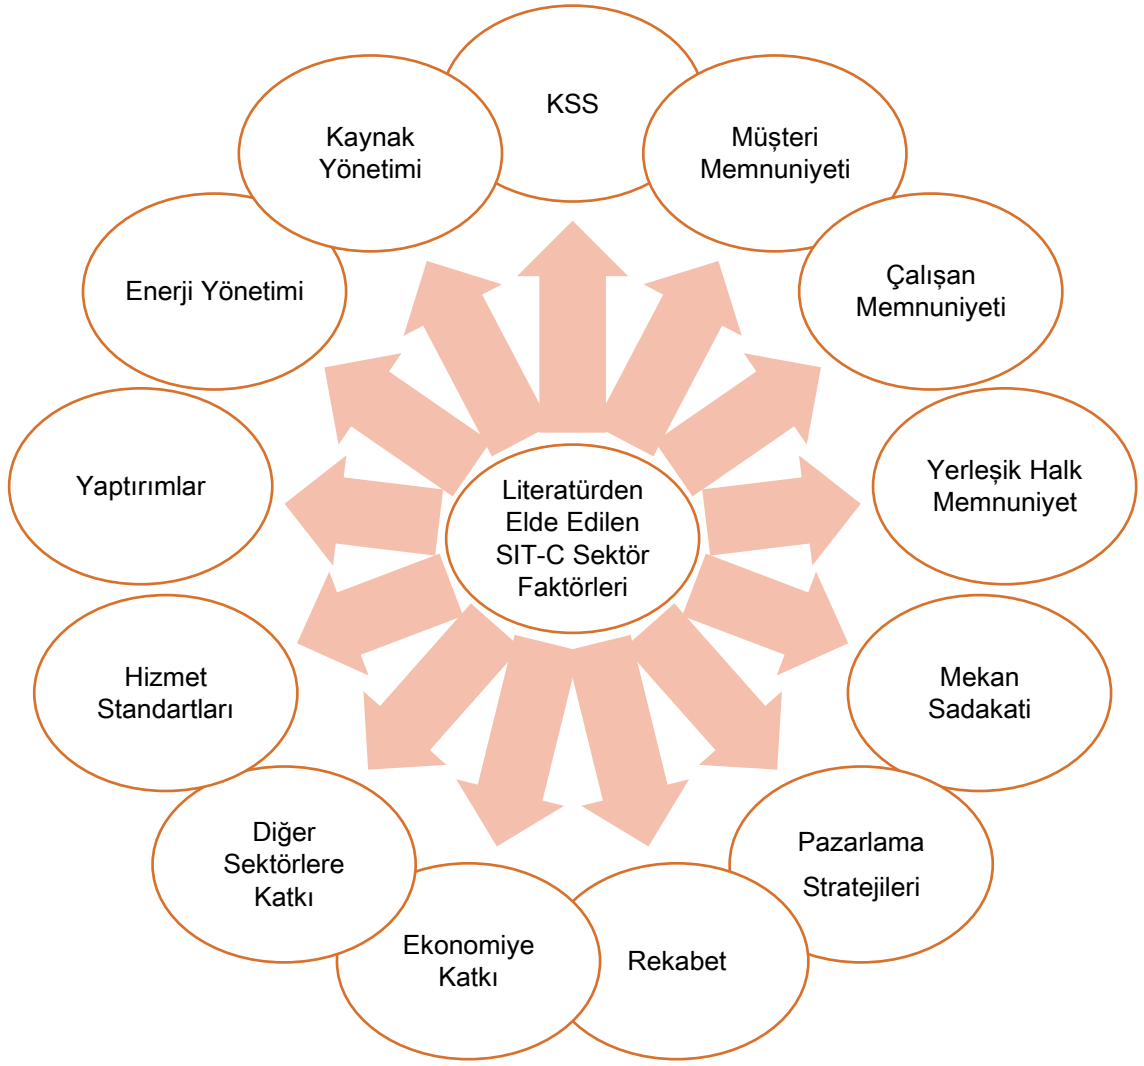 KSS
Müşteri
Memnuniyeti
Çalışan
Memnuniyeti
Yerleşik Halk
Memnuniyet
Mekan
Sadakati
Pazarlama
Stratejileri
Rekabet
Ekonomiye
Katkı
Diğer
Sektörlere
Katkı
Hizmet
Standartları
Yaptırımlar
Enerji Yönetimi
Kaynak
Yönetimi
Literatürden
Elde Edilen
SIT-C Sektör
Faktörleri